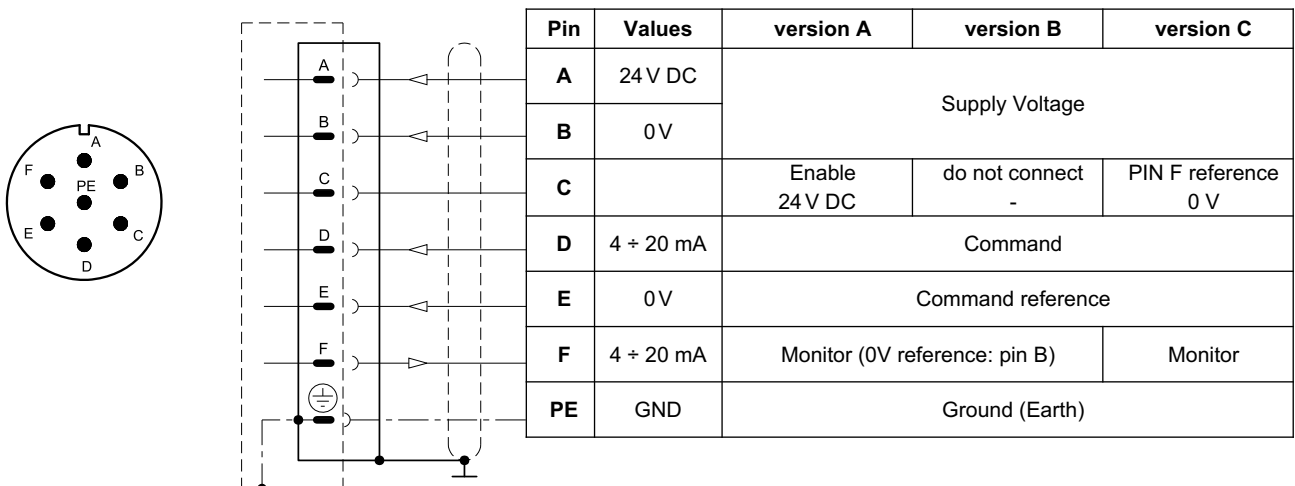 A
F
B
PE
E
C
D
A
B
C
D
E
F
Pin Values version A version B version C
A 24 V DC Supply Voltage
B 0 V
C Enable do not connect PIN F reference
24 V DC - 0 V
D 4 ÷ 20 mA Command
E 0 V Command reference
F 4 ÷ 20 mA Monitor (0V reference: pin B) Monitor
PE GND Ground (Earth)